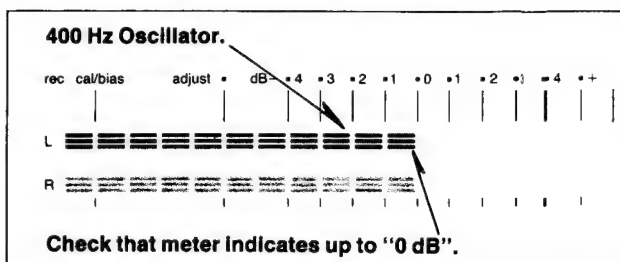 400 Hz Oscillator.
rec cal/bias adjust • dB– • 4 • 3 • 2 • 1 • 0 • 1 • 2 • 3 • 4 • +
L
R
Check that meter indicates up to “0 dB”.